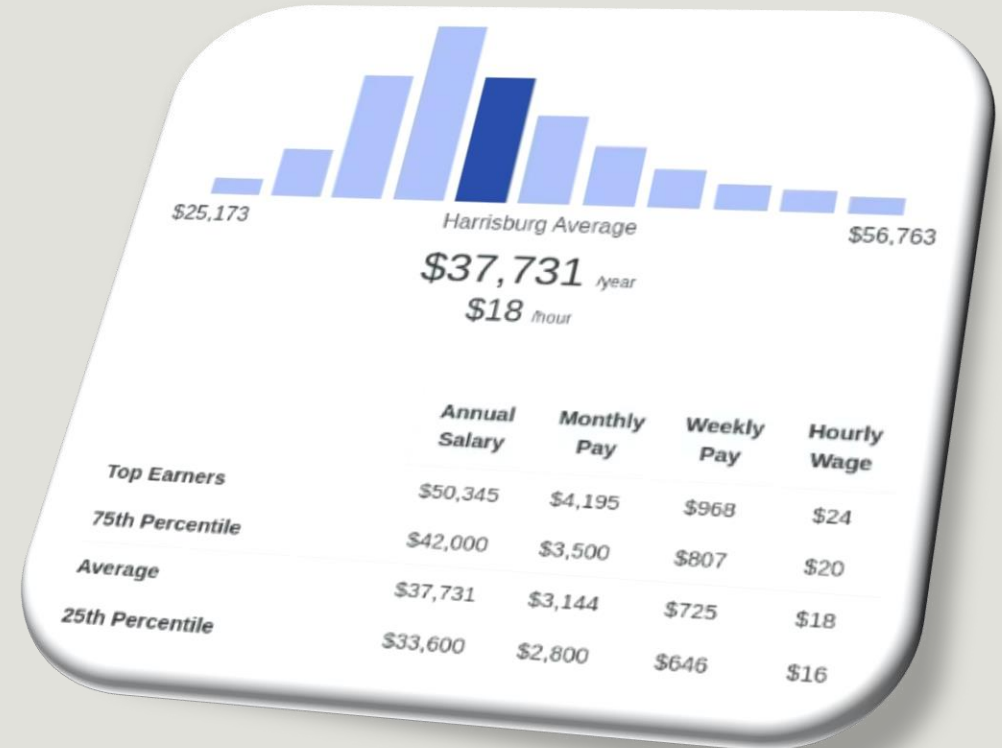 $25,173
$56,763
Harrisburg Average
$37,731 /year
$18 /hour
Annual Salary Monthly Pay Weekly Pay Hourly Wage
Top Earners $50,345 $4,195 $968 $24
75th Percentile $42,000 $3,500 $807 $20
Average $37,731 $3,144 $725 $18
25th Percentile $33,600 $2,800 $646 $16